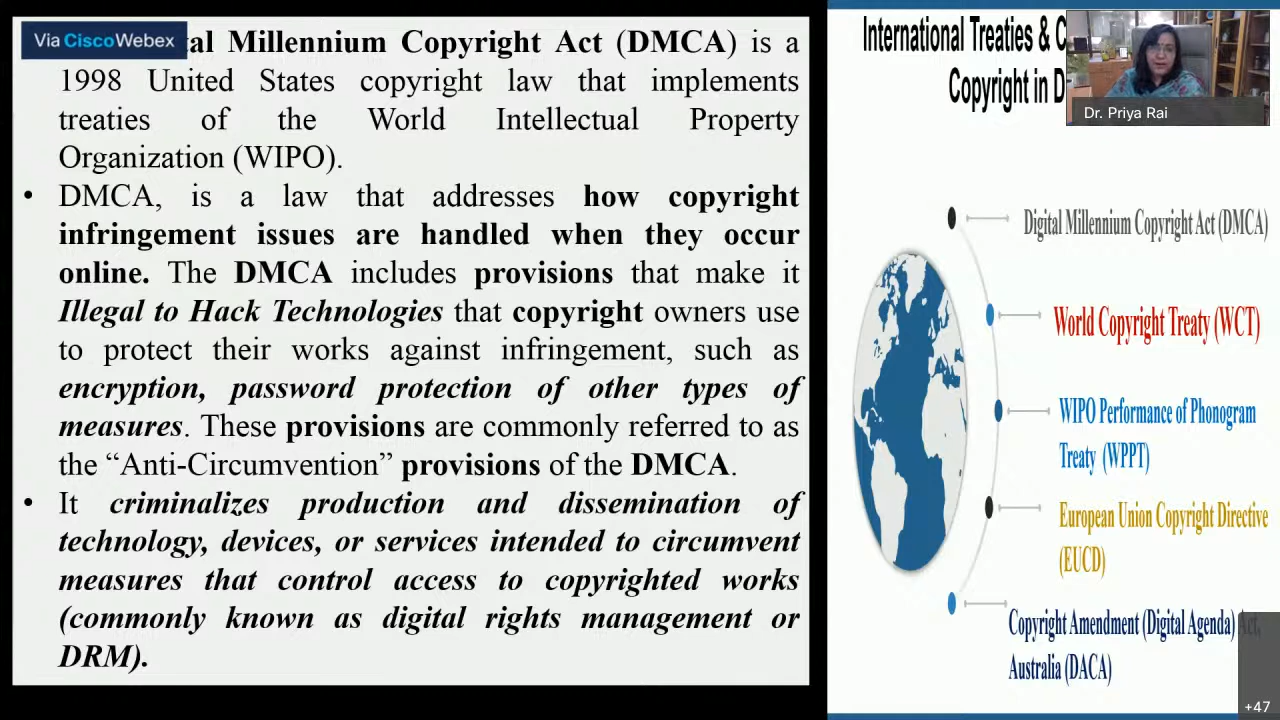 Via Cisco Webex
Millennium Copyright Act (DMCA) is a
1998 United States copyright law that implements
treaties of the World Intellectual Property
Organization (WIPO).
• DMCA, is a law that addresses how copyright
infringement issues are handled when they occur
online. The DMCA includes provisions that make it
Illegal to Hack Technologies that copyright owners use
to protect their works against infringement, such as
encryption, password protection of other types of
measures. These provisions are commonly referred to as
the “Anti-Circumvention” provisions of the DMCA.
• It criminalizes production and dissemination of
technology, devices, or services intended to circumvent
measures that control access to copyrighted works
(commonly known as digital rights management or
DRM).
International Treaties &
Copyright in
Dr. Priya Rai
Digital Millennium Copyright Act (DMCA)
World Copyright Treaty (WCT)
WIPO Performance of Phonogram
Treaty (WPPT)
European Union Copyright Directive
(EUCD)
Copyright Amendment (Digital Agenda) Act,
Australia (DACA)
+47